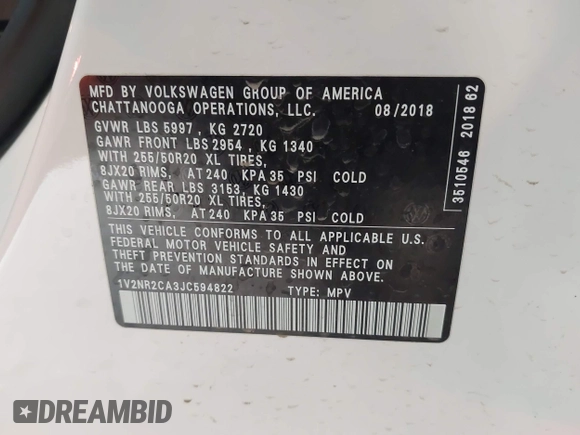 MFD BY VOLKSWAGEN GROUP OF AMERICA
CHATTANOOGA OPERATIONS, LLC. 08/2018
GVWR LBS 5997 , KG 2720
GAWR FRONT LBS 2954 , KG 1340
WITH 255/50R20 XL TIRES,
8JX20 RIMS, AT 240 KPA 35 PSI COLD
GAWR REAR LBS 3153, KG 1430
WITH 255/50R20 XL TIRES,
8JX20 RIMS, AT 240 KPA 35 PSI COLD
THIS VEHICLE CONFORMS TO ALL APPLICABLE U.S.
FEDERAL MOTOR VEHICLE SAFETY AND
THEFT PREVENTION STANDARDS IN EFFECT ON THE
DATE OF MANUFACTURE SHOWN ABOVE.
1V2NR2CA3JC594822 TYPE: MPV
3510546 2018 62
DREAMBID